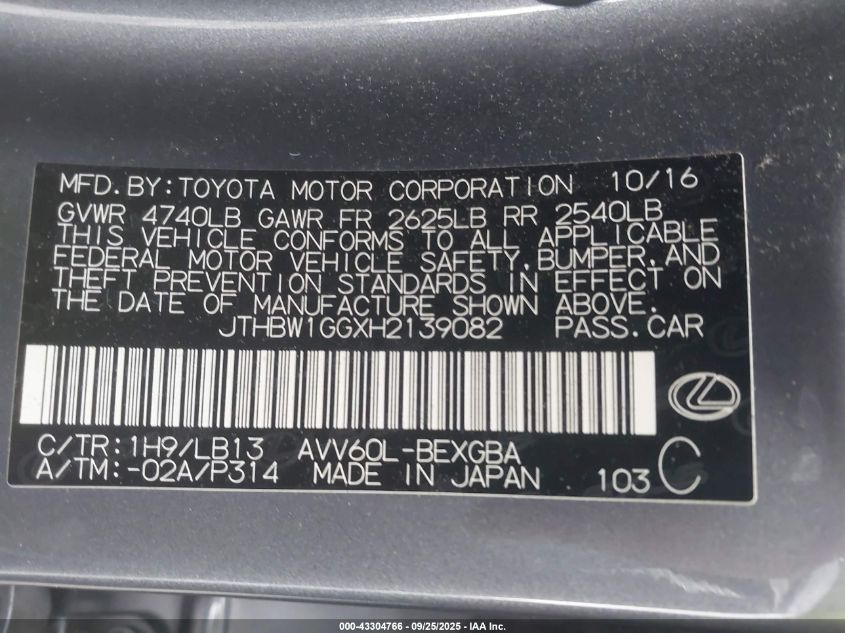 MFD.BY:TOYOTA MOTOR CORPORATION 10/16
GVWR 4740LB GAWR FR 2625LB RR 2540LB
THIS VEHICLE CONFORMS TO ALL APPLICABLE
FEDERAL MOTOR VEHICLE SAFETY,BUMPER,AND
THEFT PREVENTION STANDARDS IN EFFECT ON
THE DATE OF MANUFACTURE SHOWN ABOVE.
JTHBW1GGXH2139082 PASS.CAR
C/TR:1H9/LB13 AVV60L-BEXGBA
A/TM:-02A/P314 MADE IN JAPAN 103 C
000-43304766 - 09/25/2025 - IAA Inc.